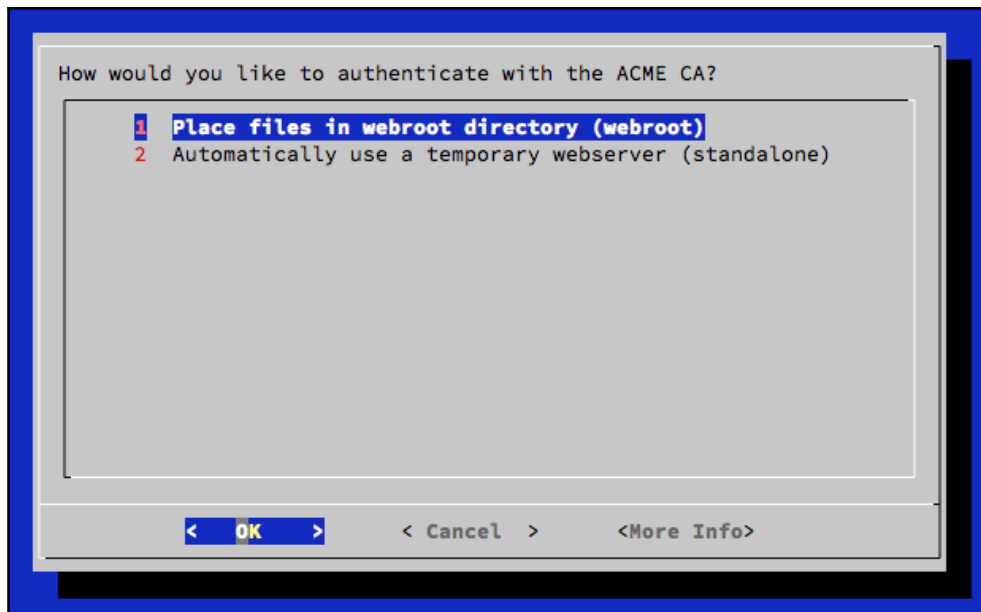 How would you like to authenticate with the ACME CA?
1 Place files in webroot directory (webroot)
2 Automatically use a temporary webserver (standalone)
< OK > < Cancel > <More Info>